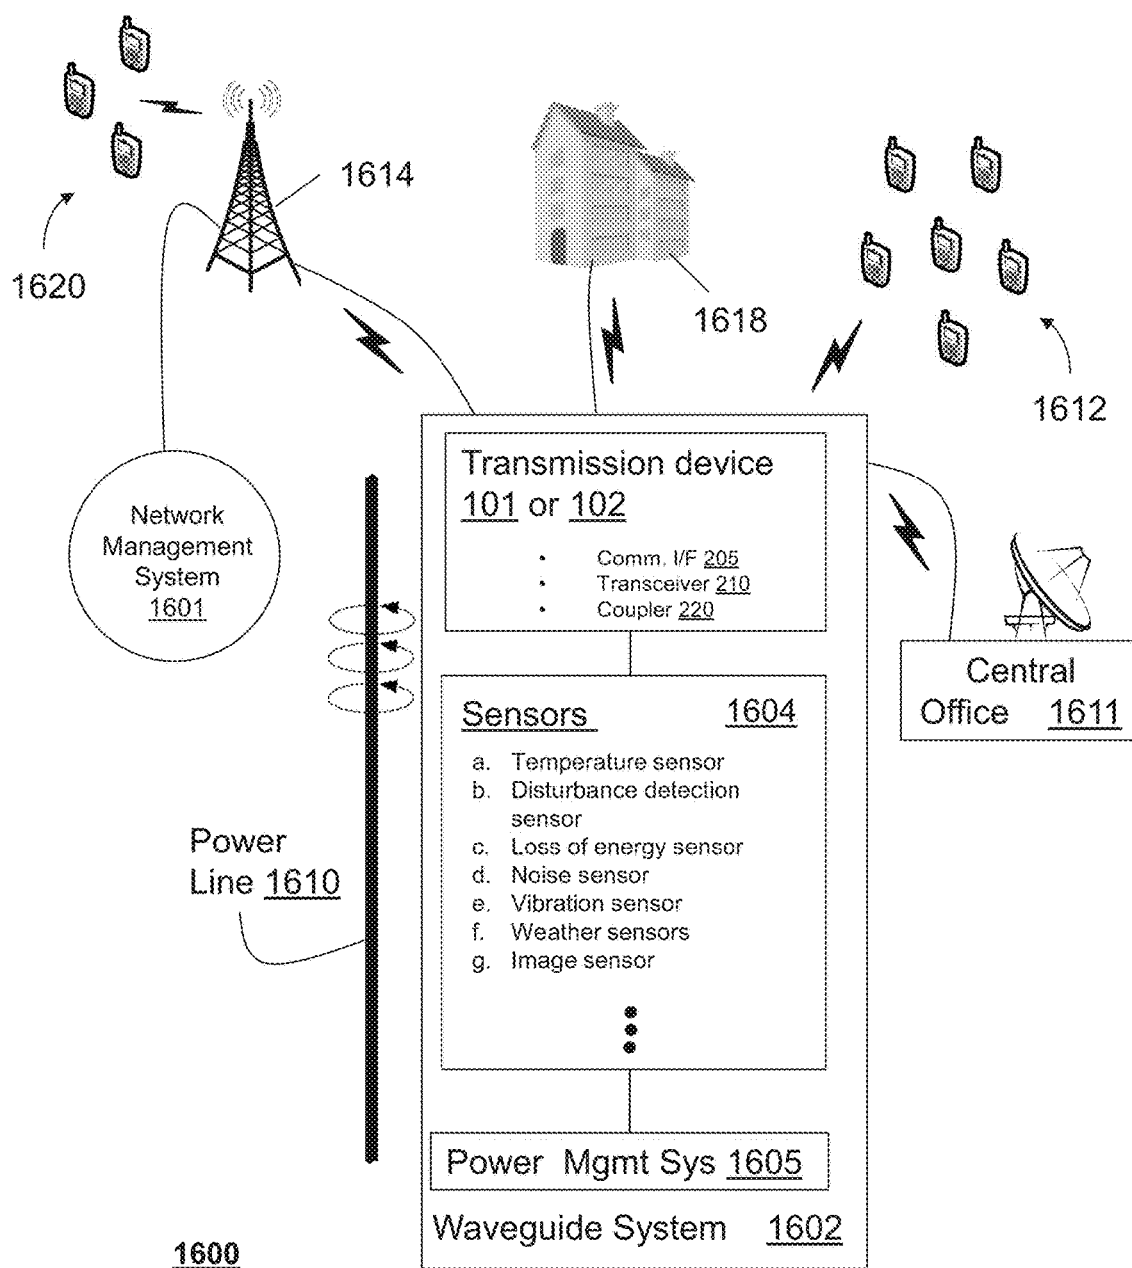 1614
1620
1618
1612
Transmission device
101 or 102
• Comm. I/F 205
• Transceiver 210
• Coupler 220
Network
Management
System
1601
Central
Office 1611
Sensors 1604
a. Temperature sensor
b. Disturbance detection
sensor
c. Loss of energy sensor
d. Noise sensor
e. Vibration sensor
f. Weather sensors
g. Image sensor
Power
Line 1610
Power Mgmt Sys 1605
Waveguide System 1602
1600